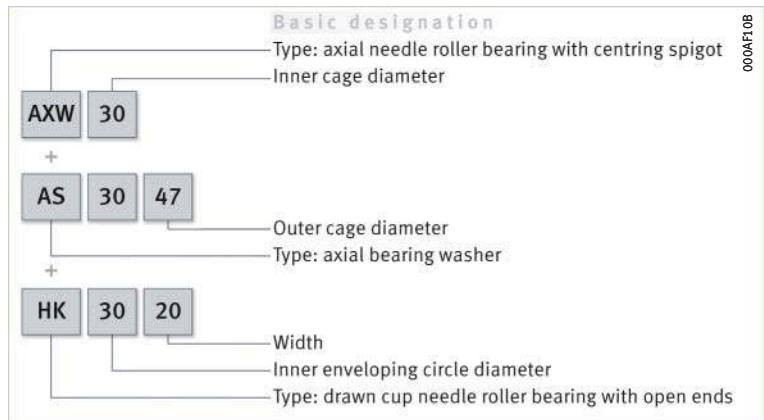 Basic designation
Type: axial needle roller bearing with centring spigot
Inner cage diameter
AXW 30
+
AS 30 47
Outer cage diameter
Type: axial bearing washer
+
HK 30 20
Width
Inner enveloping circle diameter
Type: drawn cup needle roller bearing with open ends
000AF10B